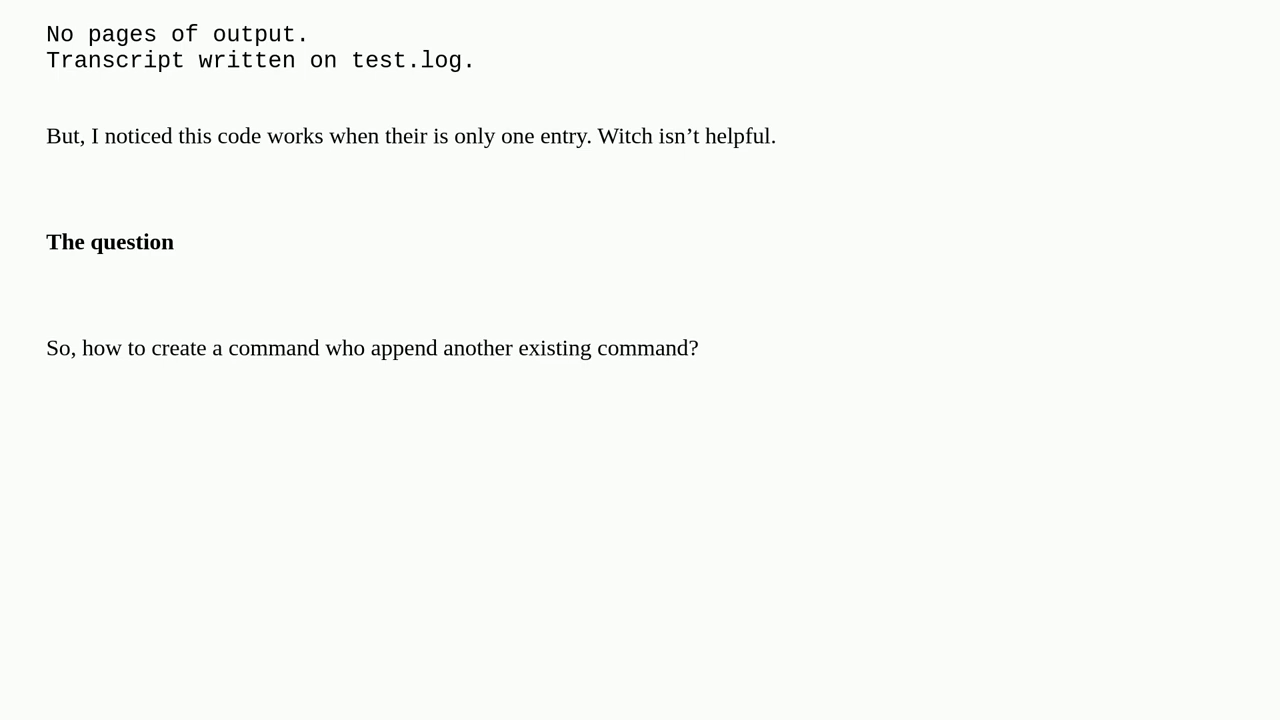 No pages of output.
Transcript written on test.log.
But, I noticed this code works when their is only one entry. Witch isn’t helpful.
The question
So, how to create a command who append another existing command?